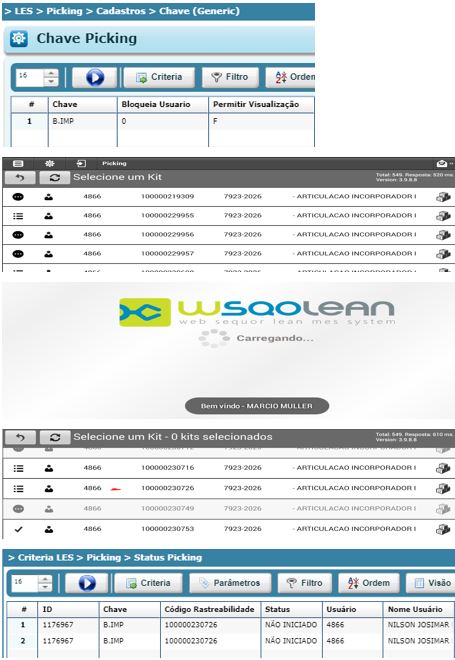 > LES > Picking > Cadastros > Chave (Generic)
Chave Picking
16 Criteria Filtro Orden
# Chave Bloqueia Usuario Permitir Visualização
1 B.IMP 0 F
Picking
Selecione um Kit
Total: 549. Resposta: 520 ms.
Version: 3.9.8.8
4866 100000219309 7923-2026 - ARTICULACAO INCORPORADOR I
4866 100000229955 7923-2026 - ARTICULACAO INCORPORADOR I
4866 100000229956 7923-2026 - ARTICULACAO INCORPORADOR I
4866 100000229957 7923-2026 - ARTICULACAO INCORPORADOR I
wsqolean
web sequor lean mes system
Carregando...
Bem vindo - MARCIO MULLER
Selecione um Kit - 0 kits selecionados
Total: 549. Resposta: 610 ms
Version: 3.9.8.8
4866 100000230716 7923-2026 - ARTICULACAO INCORPORADOR I
4866 100000230726 7923-2026 - ARTICULACAO INCORPORADOR I
4866 100000230749 7923-2026 - ARTICULACAO INCORPORADOR I
4866 100000230753 7923-2026 - ARTICULACAO INCORPORADOR I
> Criteria LES > Picking > Status Picking
16 Criteria Parâmetros Filtro Ordem Visão
# ID Chave Código Rastreabilidade Status Usuário Nome Usuário
1 1176967 B.IMP 100000230726 NÃO INICIADO 4866 NILSON JOSIMAR
2 1176967 B.IMP 100000230726 NÃO INICIADO 4866 NILSON JOSIMAR